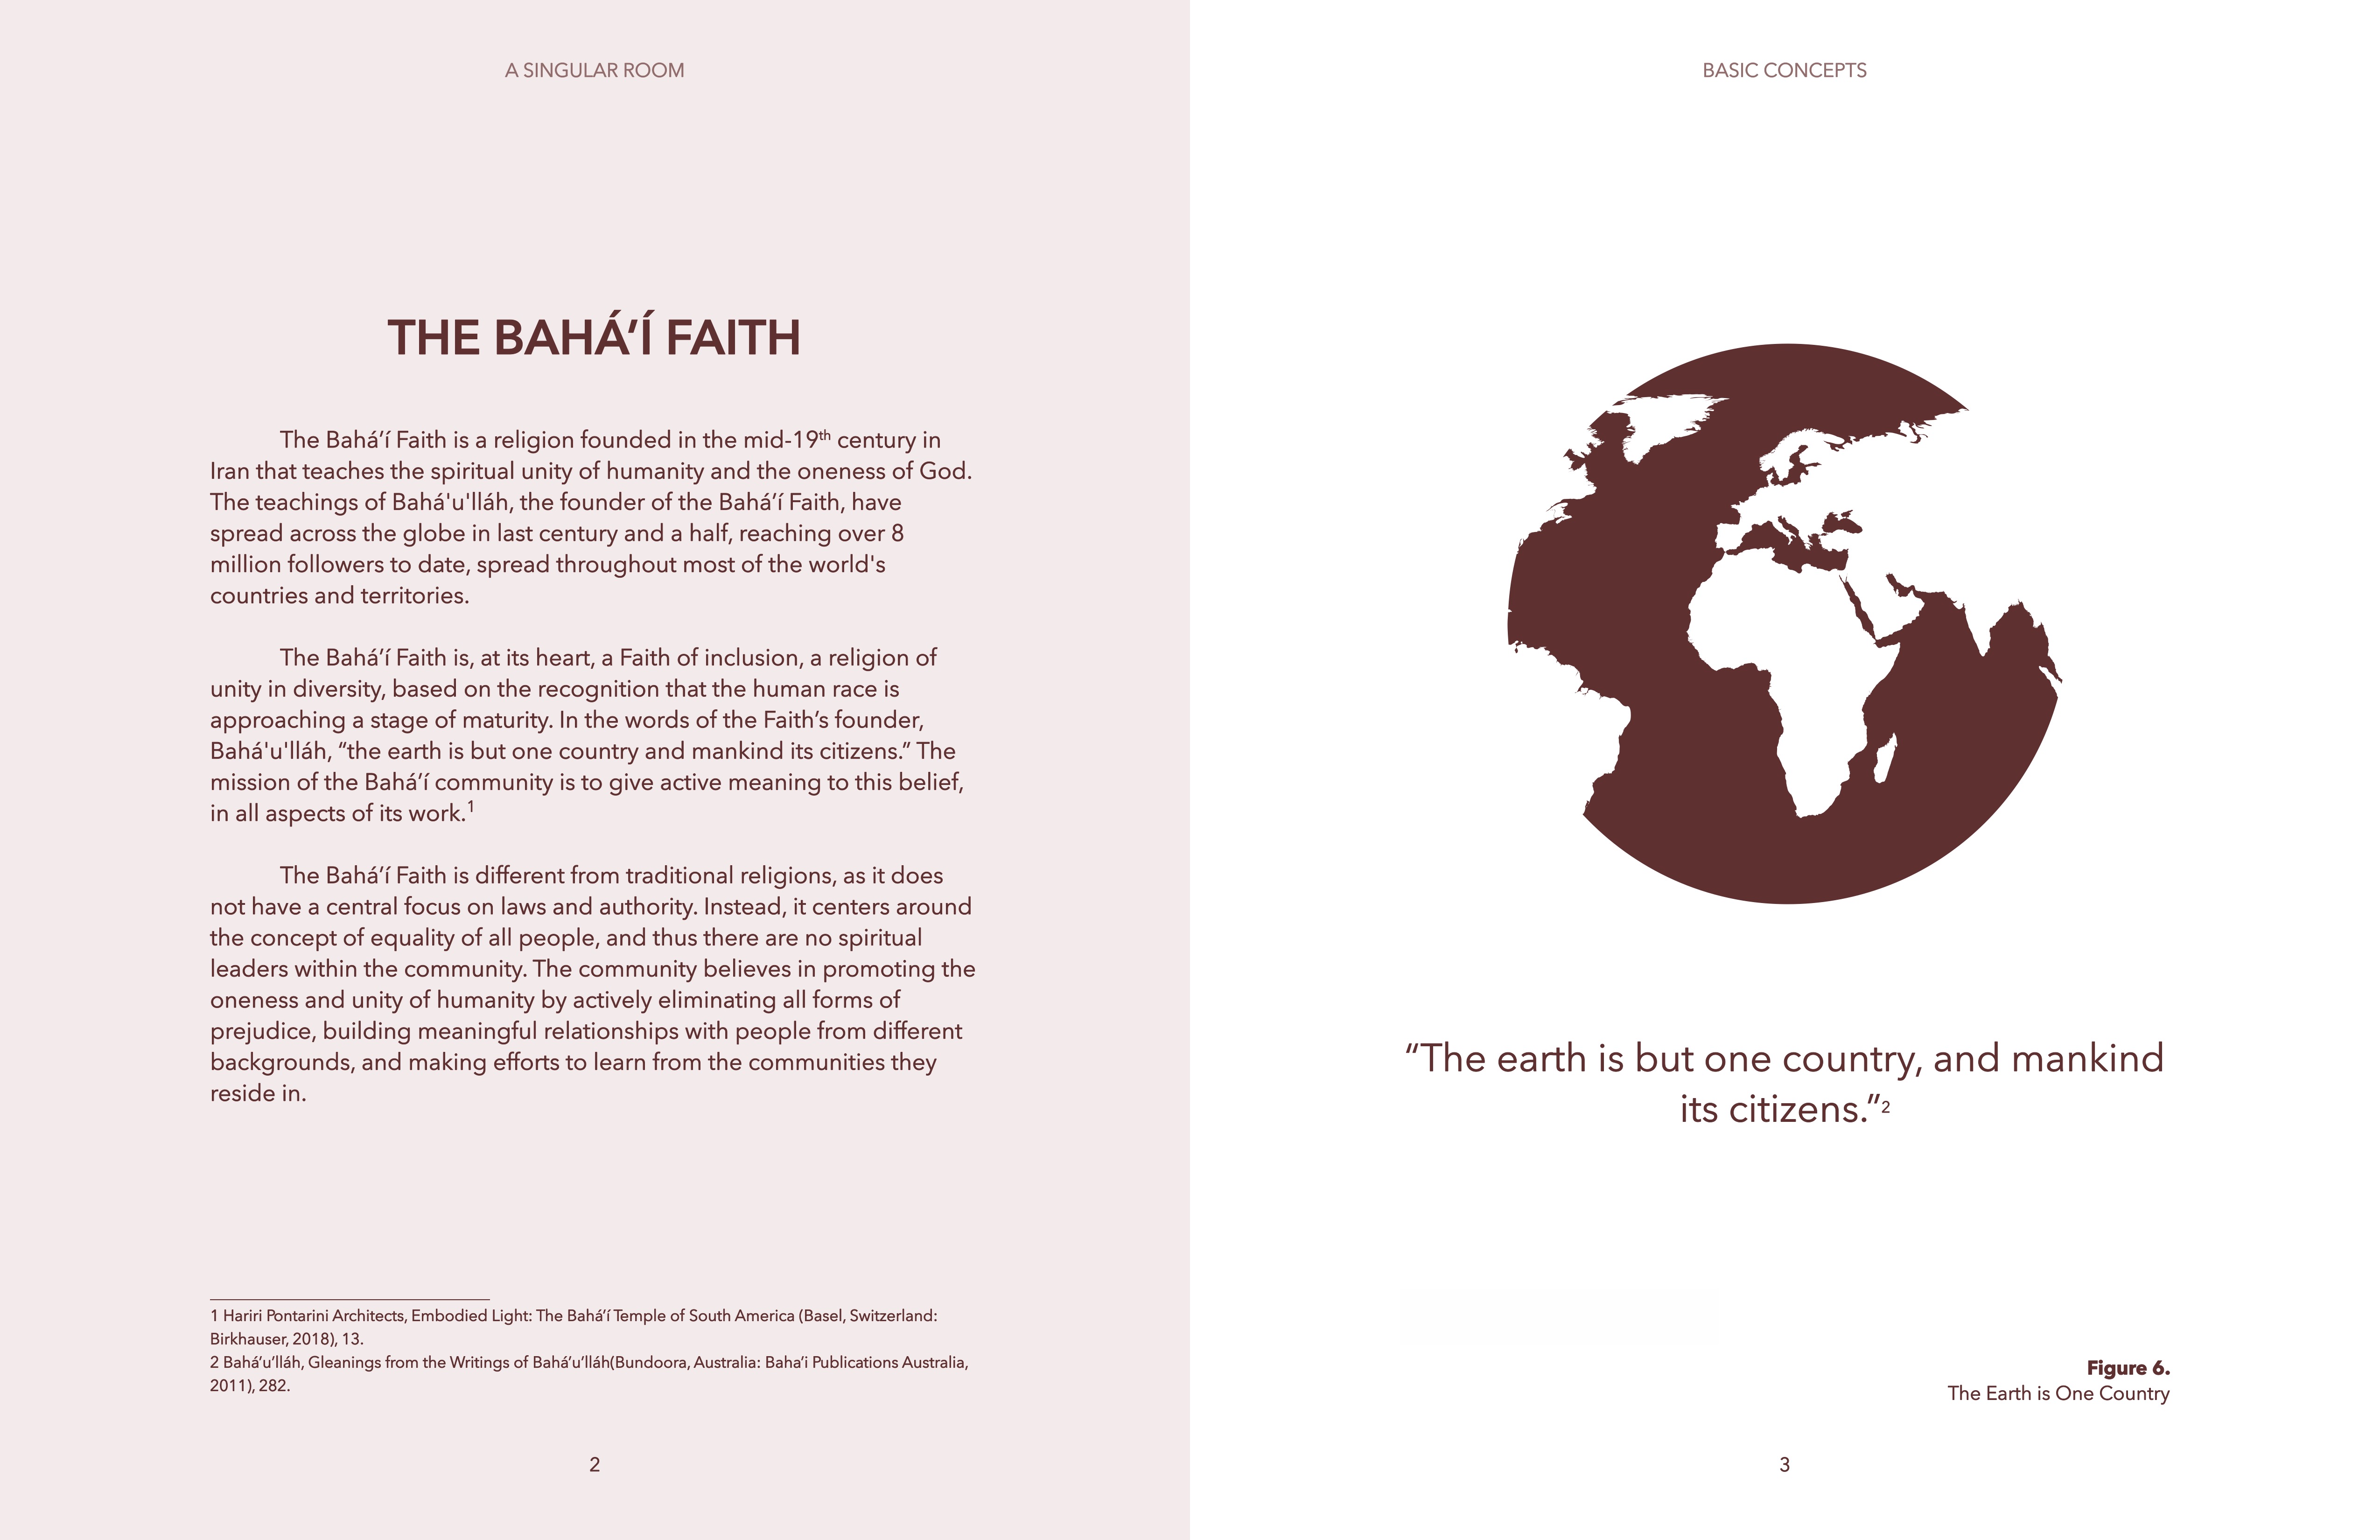 A SINGULAR ROOM
THE BAHÁ’Í FAITH
The Bahá’í Faith is a religion founded in the mid-19th century in
Iran that teaches the spiritual unity of humanity and the oneness of God.
The teachings of Bahá'u'lláh, the founder of the Bahá’í Faith, have
spread across the globe in last century and a half, reaching over 8
million followers to date, spread throughout most of the world's
countries and territories.
The Bahá’í Faith is, at its heart, a Faith of inclusion, a religion of
unity in diversity, based on the recognition that the human race is
approaching a stage of maturity. In the words of the Faith’s founder,
Bahá'u'lláh, “the earth is but one country and mankind its citizens.” The
mission of the Bahá’í community is to give active meaning to this belief,
in all aspects of its work.1
The Bahá’í Faith is different from traditional religions, as it does
not have a central focus on laws and authority. Instead, it centers around
the concept of equality of all people, and thus there are no spiritual
leaders within the community. The community believes in promoting the
oneness and unity of humanity by actively eliminating all forms of
prejudice, building meaningful relationships with people from different
backgrounds, and making efforts to learn from the communities they
reside in.
1 Hariri Pontarini Architects, Embodied Light: The Bahá’í Temple of South America (Basel, Switzerland:
Birkhauser, 2018), 13.
2 Bahá’u’lláh, Gleanings from the Writings of Bahá’u’lláh(Bundoora, Australia: Baha’i Publications Australia,
2011), 282.
2
BASIC CONCEPTS
“The earth is but one country, and mankind
its citizens.”2
Figure 6.
The Earth is One Country
3